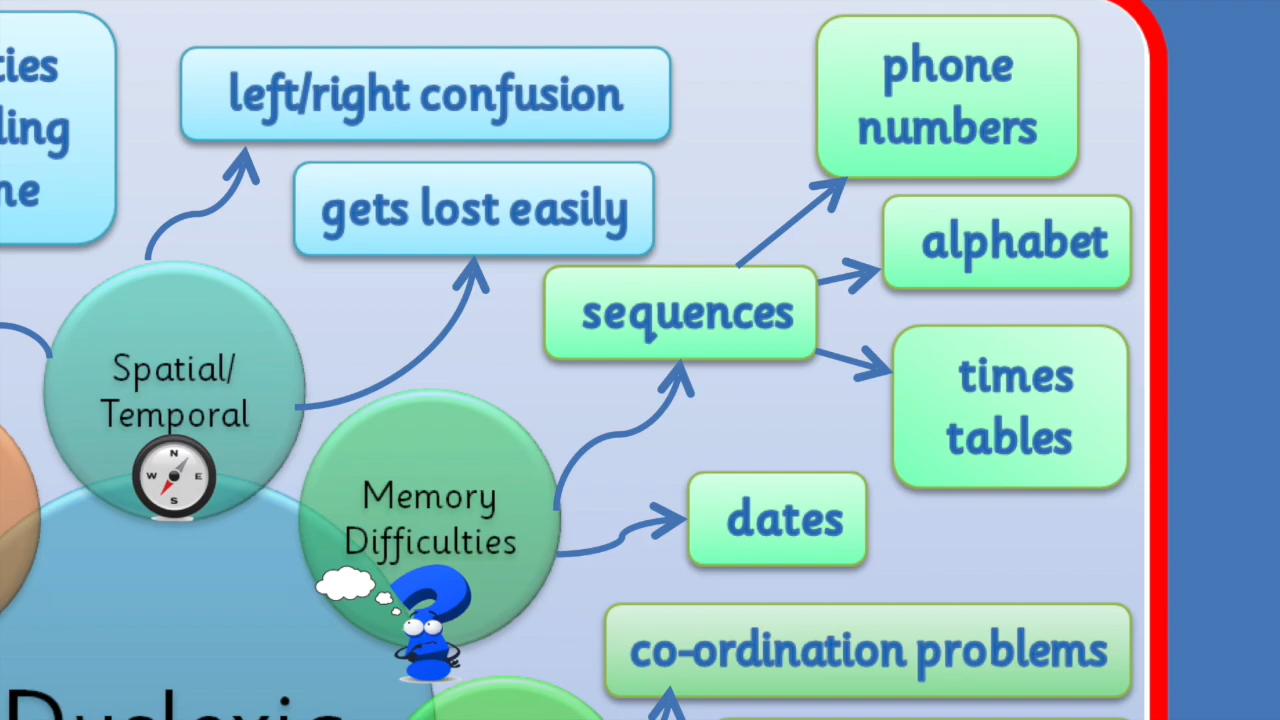 left/right confusion
gets lost easily
phone
numbers
alphabet
sequences
times
tables
Spatial/
Temporal
N
W E
S
Memory
Difficulties
dates
co-ordination problems